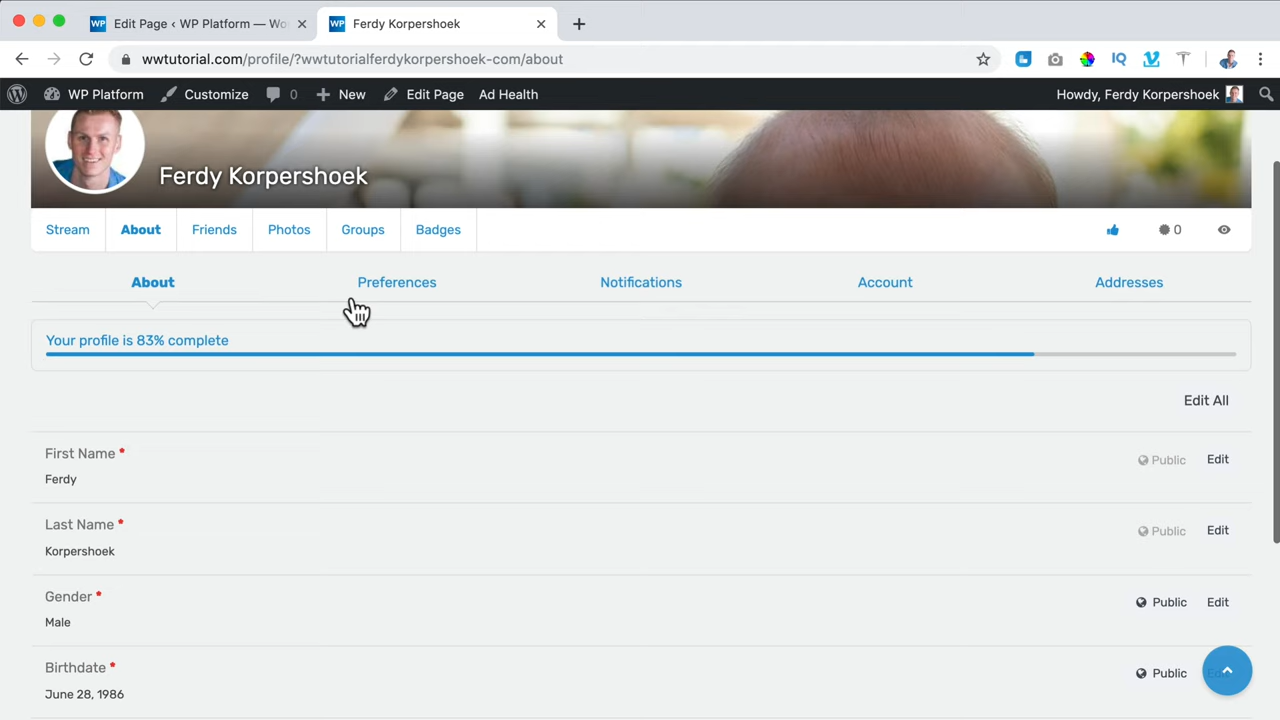 WP Edit Page ‹ WP Platform — Wo
WP Ferdy Korpershoek
wwtutorial.com/profile/?wwtutorialferdykorpershoek-com/about
IQ
WP Platform Customize 0 New Edit Page Ad Health Howdy, Ferdy Korpershoek
Ferdy Korpershoek
Stream About Friends Photos Groups Badges 0
About Preferences Notifications Account Addresses
Your profile is 83% complete
Edit All
First Name *
Public Edit
Ferdy
Last Name *
Public Edit
Korpershoek
Gender *
Public Edit
Male
Birthdate *
Public
June 28, 1986